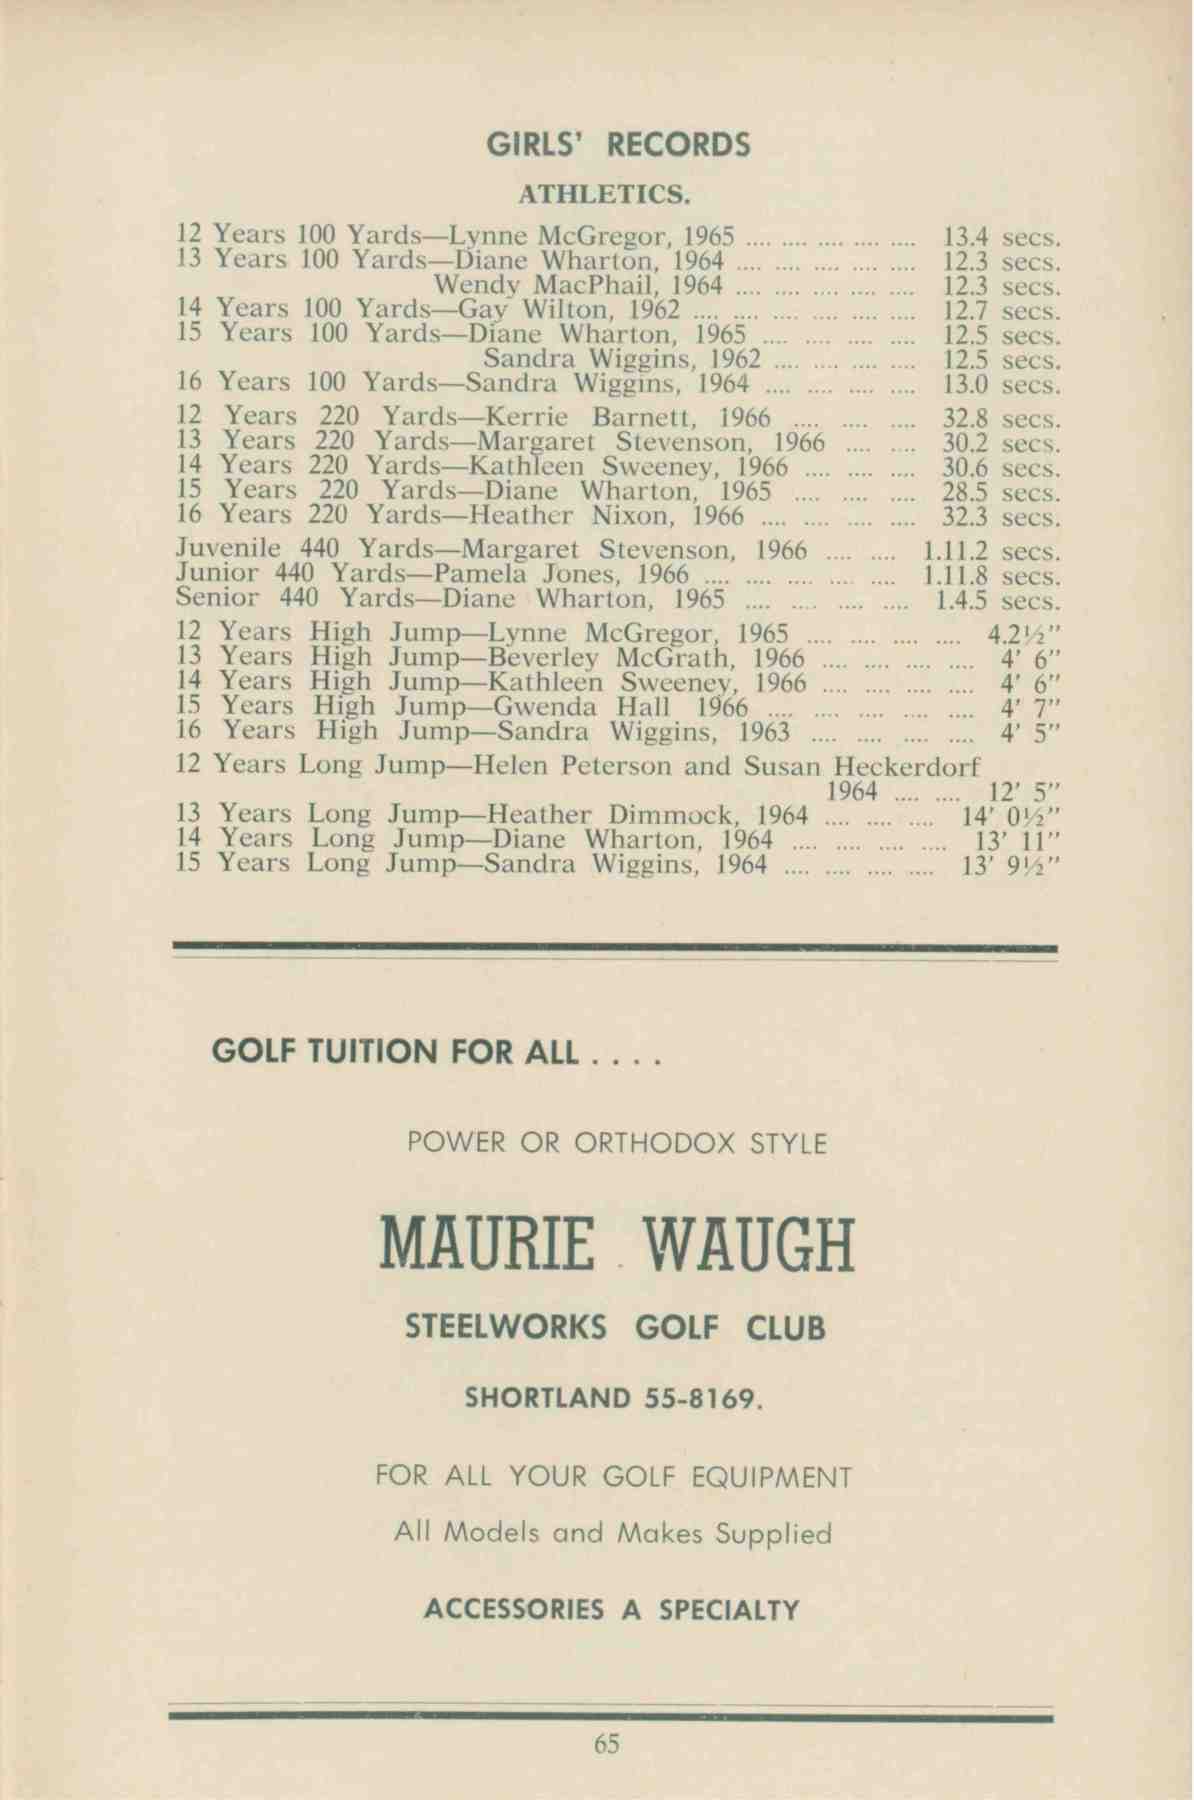 GIRLS' RECORDS
ATHLETICS.
12 Years 100 Yards—Lynne McGregor, 1965 .... .... .... .... .... 13.4 secs.
13 Years 100 Yards—Diane Wharton, 1964 .... .... .... .... .... 12.3 secs.
Wendy MacPhail, 1964 .... .... .... .... .... 12.3 secs.
14 Years 100 Yards—Gay Wilton, 1962 .... .... .... .... .... .... 12.7 secs.
15 Years 100 Yards—Diane Wharton, 1965 .... .... .... .... 12.5 secs.
Sandra Wiggins, 1962 .... .... .... .... 12.5 secs.
16 Years 100 Yards—Sandra Wiggins, 1964 .... .... .... .... 13.0 secs.
12 Years 220 Yards—Kerrie Barnett, 1966 .... .... .... 32.8 secs.
13 Years 220 Yards—Margaret Stevenson, 1966 .... .... 30.2 secs.
14 Years 220 Yards—Kathleen Sweeney, 1966 .... .... .... 30.6 secs.
15 Years 220 Yards—Diane Wharton, 1965 .... .... .... 28.5 secs.
16 Years 220 Yards—Heather Nixon, 1966 .... .... .... .... 32.3 secs.
Juvenile 440 Yards—Margaret Stevenson, 1966 .... .... 1.11.2 secs.
Junior 440 Yards—Pamela Jones, 1966 .... .... .... .... .... 1.11.8 secs.
Senior 440 Yards—Diane Wharton, 1965 .... .... .... .... 1.4.5 secs.
12 Years High Jump—Lynne McGregor, 1965 .... .... .... .... 4.2½"
13 Years High Jump—Beverley McGrath, 1966 .... .... .... .... 4' 6"
14 Years High Jump—Kathleen Sweeney, 1966 .... .... .... .... 4' 6"
15 Years High Jump—Gwenda Hall 1966 .... .... .... .... .... 4' 7"
16 Years High Jump—Sandra Wiggins, 1963 .... .... .... .... 4' 5"
12 Years Long Jump—Helen Peterson and Susan Heckerdorf
1964 .... .... 12' 5"
13 Years Long Jump—Heather Dimmock, 1964 .... .... .... 14' 0½"
14 Years Long Jump—Diane Wharton, 1964 .... .... .... .... 13' 11"
15 Years Long Jump—Sandra Wiggins, 1964 .... .... .... .... 13' 9½"
GOLF TUITION FOR ALL . . . .
POWER OR ORTHODOX STYLE
MAURIE WAUGH
STEELWORKS GOLF CLUB
SHORTLAND 55-8169.
FOR ALL YOUR GOLF EQUIPMENT
All Models and Makes Supplied
ACCESSORIES A SPECIALTY
65